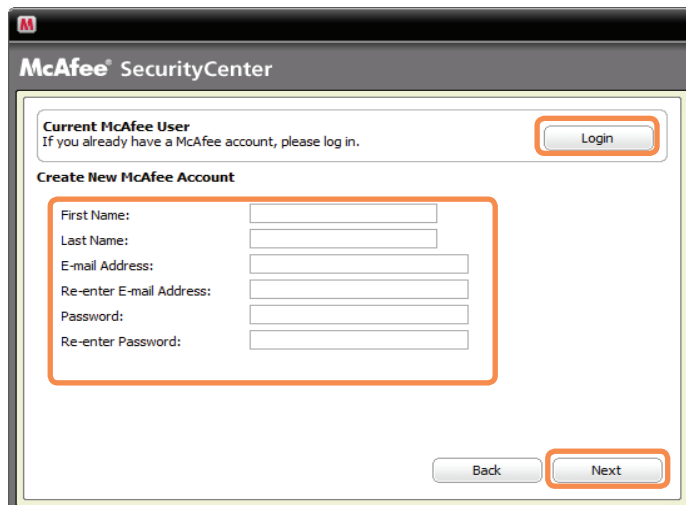 M
McAfee® SecurityCenter
Current McAfee User
If you already have a McAfee account, please log in.
Login
Create New McAfee Account
First Name:
Last Name:
E-mail Address:
Re-enter E-mail Address:
Password:
Re-enter Password:
Back
Next